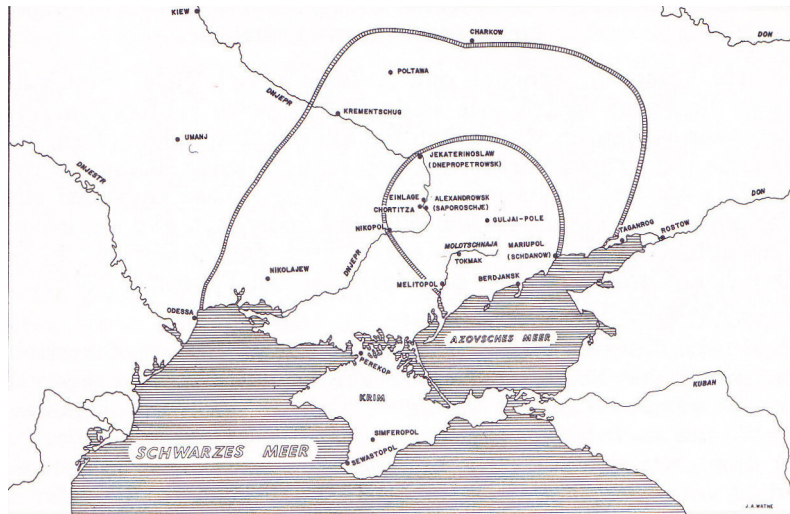 KIEW
CHARKOW
DON
POLTAWA
DNJEPR
KREMENTSCHUG
UMANJ
DNJESTR
JEKATERINOSLAW
(DNEPROPETROWSK)
DON
EINLAGE
ALEXANDROWSK
CHORTITZA
(SAPOROSCHJE)
GULJAI-POLE
NIKOPOL
TAGANROG
ROSTOW
MOLOTSCHNAJA
MARIUPOL
TOKMAK
(SCHDANOW)
DNJEPR
NIKOLAJEW
BERDJANSK
MELITOPOL
ODESSA
AZOVSCHES MEER
PEREKOP
KUBAN
KRIM
SIMFEROPOL
SCHWARZES MEER
SEWASTOPOL